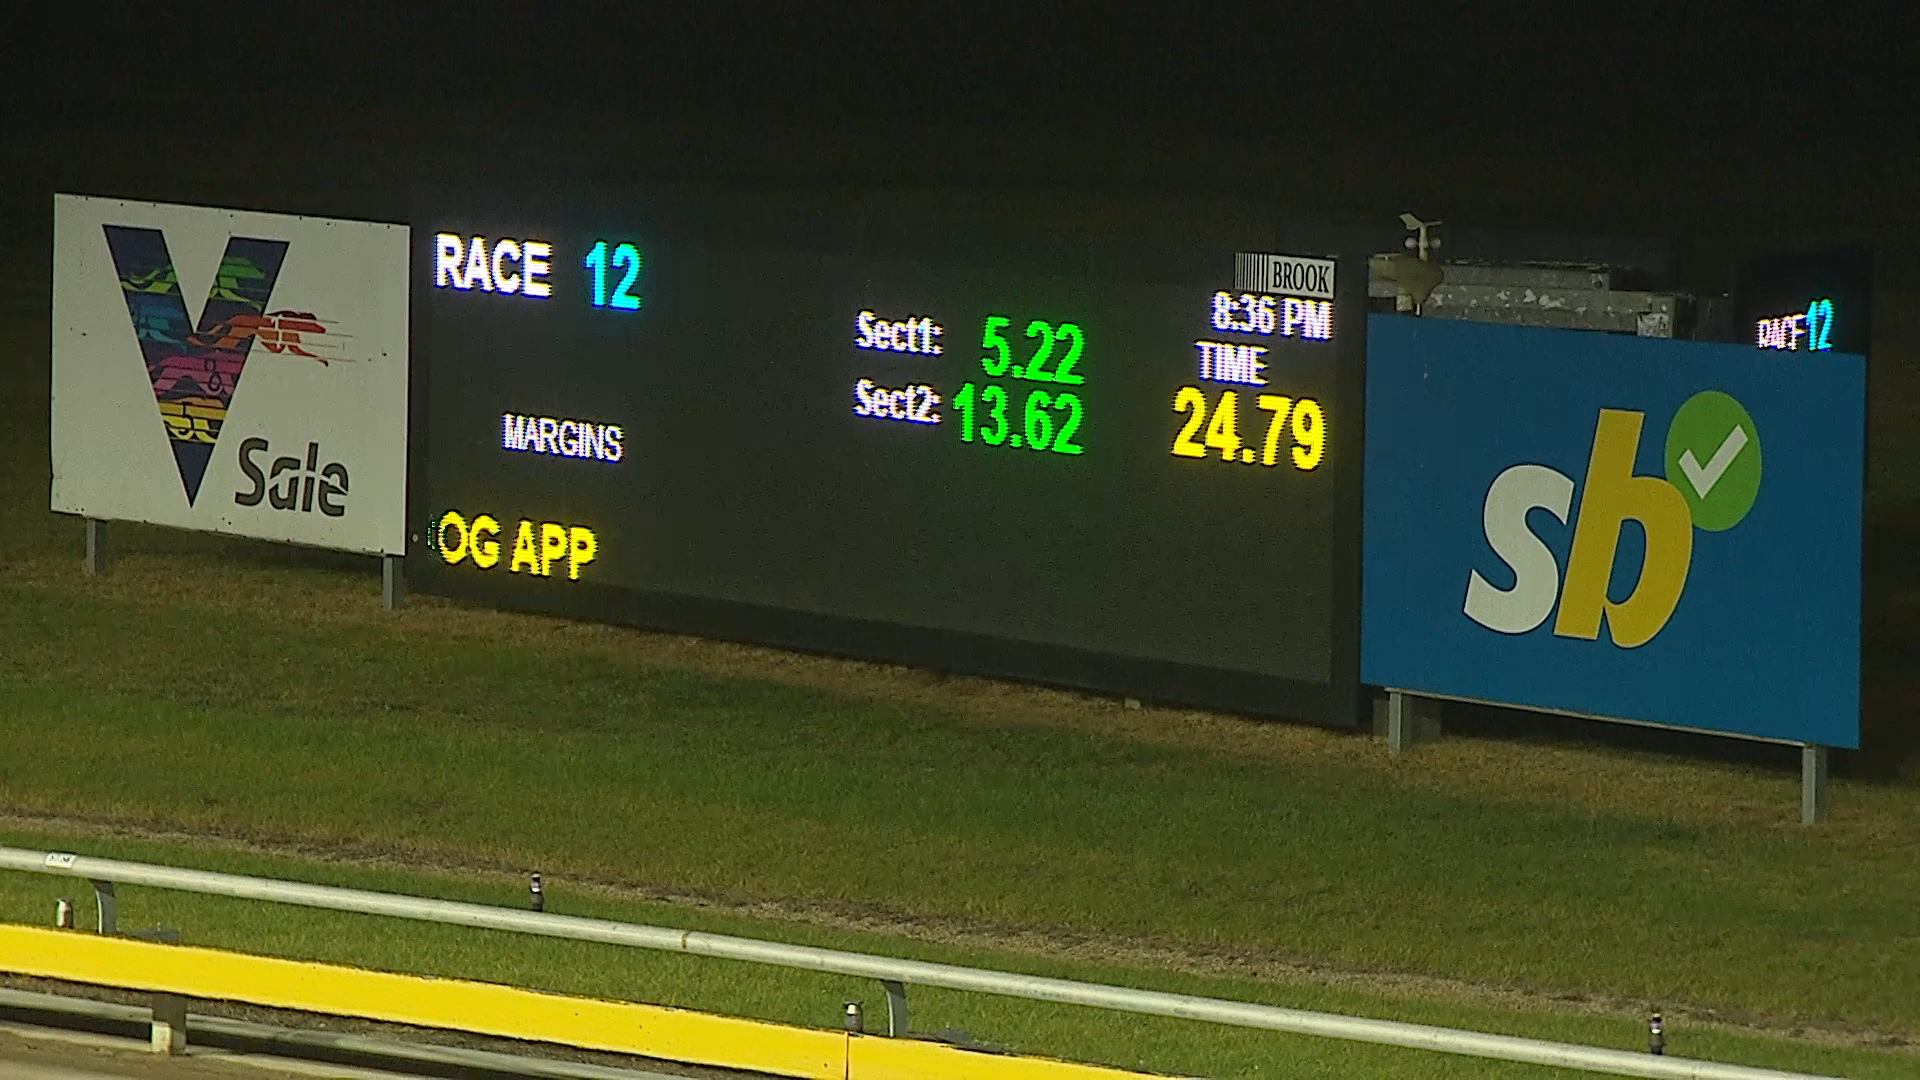 Sale
RACE 12
BROOK
8:36 PM
Sect1: 5.22
TIME
Sect2: 13.62
24.79
MARGINS
OG APP
RACE 12
sb